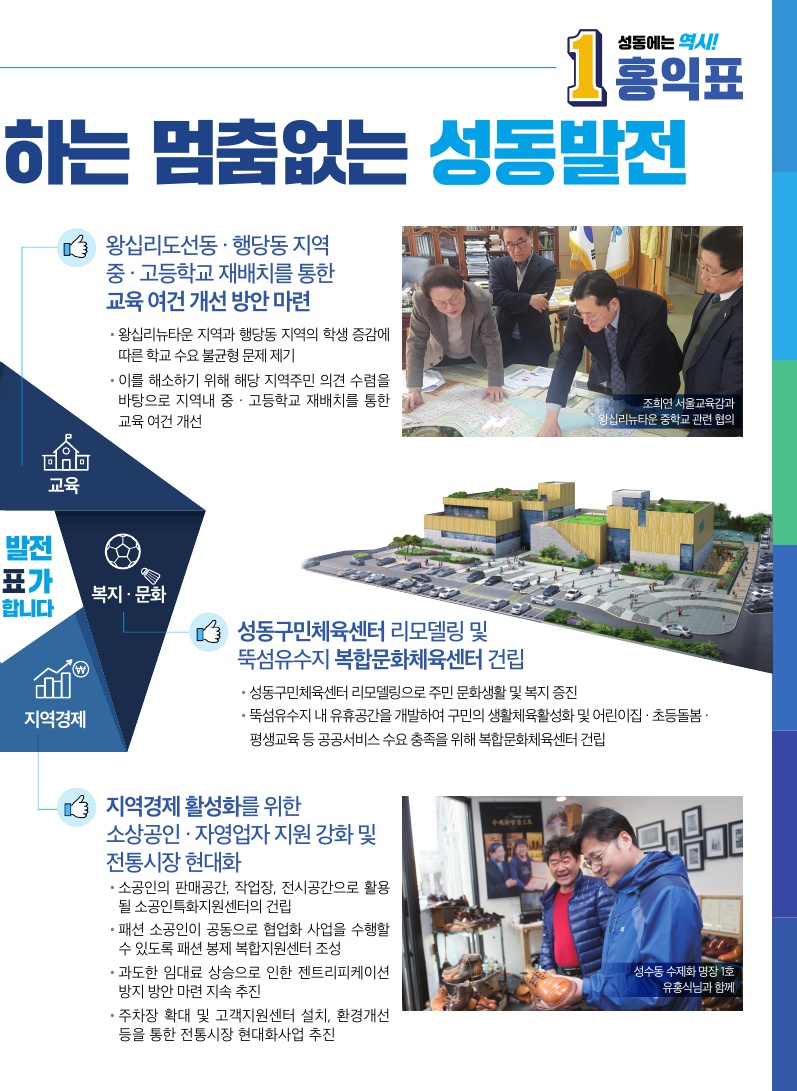 1 성동에는 역시!
홍익표
하는 멈춤없는 성동발전
왕십리도선동 · 행당동 지역
중 · 고등학교 재배치를 통한
교육 여건 개선 방안 마련
• 왕십리뉴타운 지역과 행당동 지역의 학생 증감에
따른 학교 수요 불균형 문제 제기
• 이를 해소하기 위해 해당 지역주민 의견 수렴을
바탕으로 지역내 중 · 고등학교 재배치를 통한
교육 여건 개선
조희연 서울교육감과
왕십리뉴타운 중학교 관련 협의
교육
발전
표가
합니다
복지 · 문화
성동구민체육센터 리모델링 및
뚝섬유수지 복합문화체육센터 건립
• 성동구민체육센터 리모델링으로 주민 문화생활 및 복지 증진
• 뚝섬유수지 내 유휴공간을 개발하여 구민의 생활체육활성화 및 어린이집 · 초등돌봄 ·
평생교육 등 공공서비스 수요 충족을 위해 복합문화체육센터 건립
₩
지역경제
지역경제 활성화를 위한
소상공인 · 자영업자 지원 강화 및
전통시장 현대화
• 소공인의 판매공간, 작업장, 전시공간으로 활용
될 소공인특화지원센터의 건립
• 패션 소공인이 공동으로 협업화 사업을 수행할
수 있도록 패션 봉제 복합지원센터 조성
• 과도한 임대료 상승으로 인한 젠트리피케이션
방지 방안 마련 지속 추진
• 주차장 확대 및 고객지원센터 설치, 환경개선
등을 통한 전통시장 현대화사업 추진
수제화명장 1호
성수동 수제화 명장 1호
유홍식님과 함께